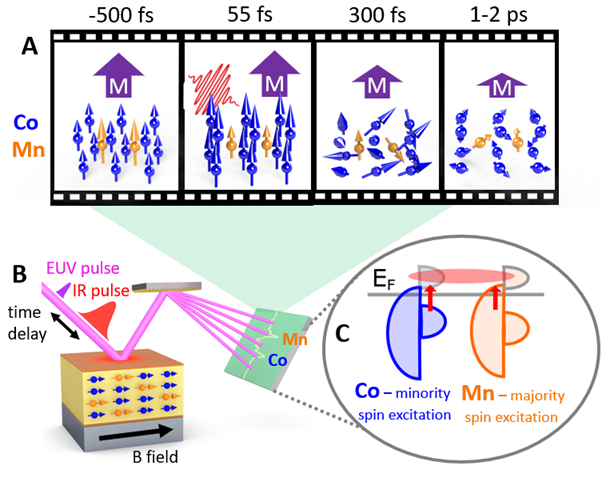 -500 fs
55 fs
300 fs
1-2 ps
A
M
M
M
M
Co
Mn
B
EUV pulse
IR pulse
time
delay
Mn
Co
B field
E_F
C
Co – minority
spin excitation
Mn – majority
spin excitation